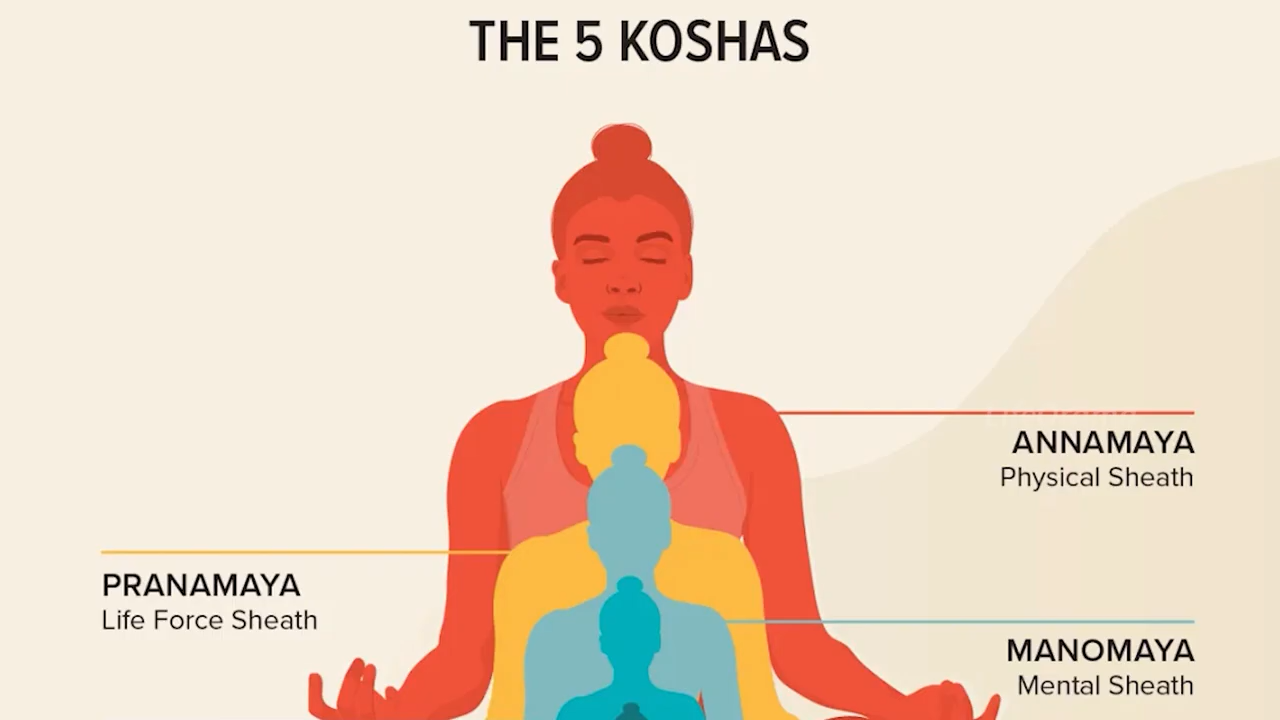 THE 5 KOSHAS
ANNAMAYA
Physical Sheath
PRANAMAYA
Life Force Sheath
MANOMAYA
Mental Sheath